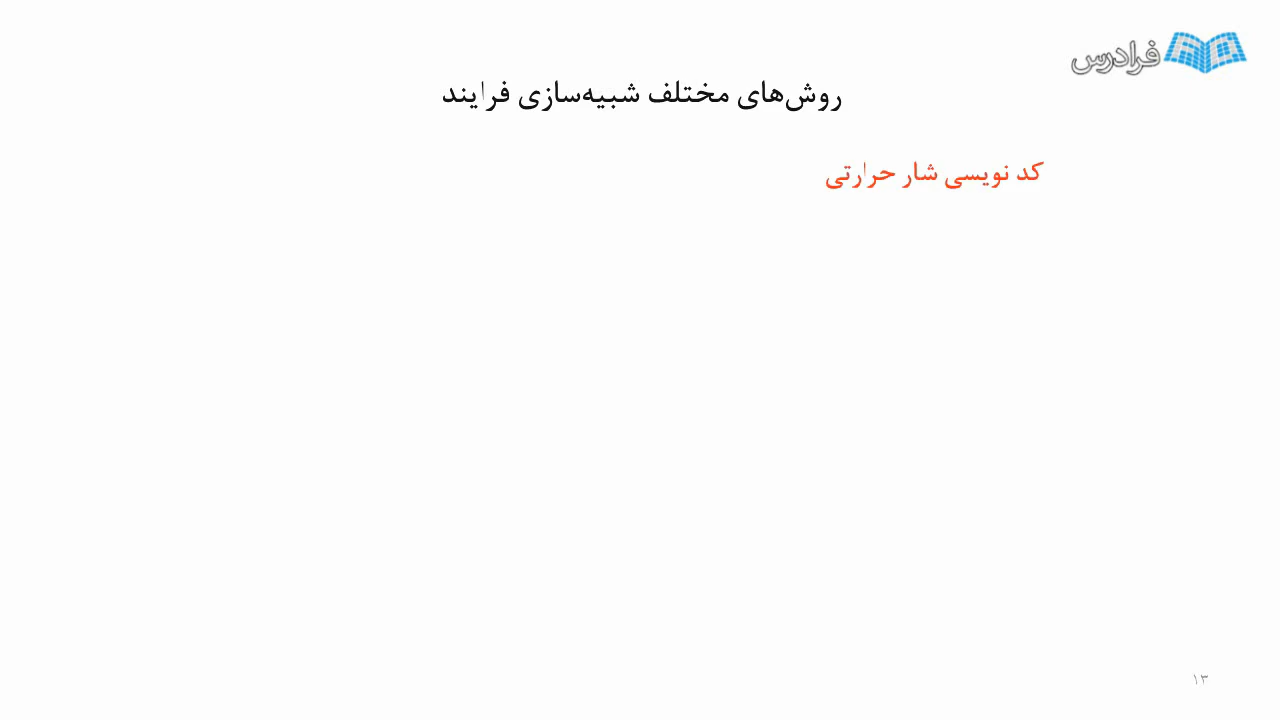 فرادرس
روش‌های مختلف شبیه‌سازی فرایند
کد نویسی شار حرارتی
۱۳